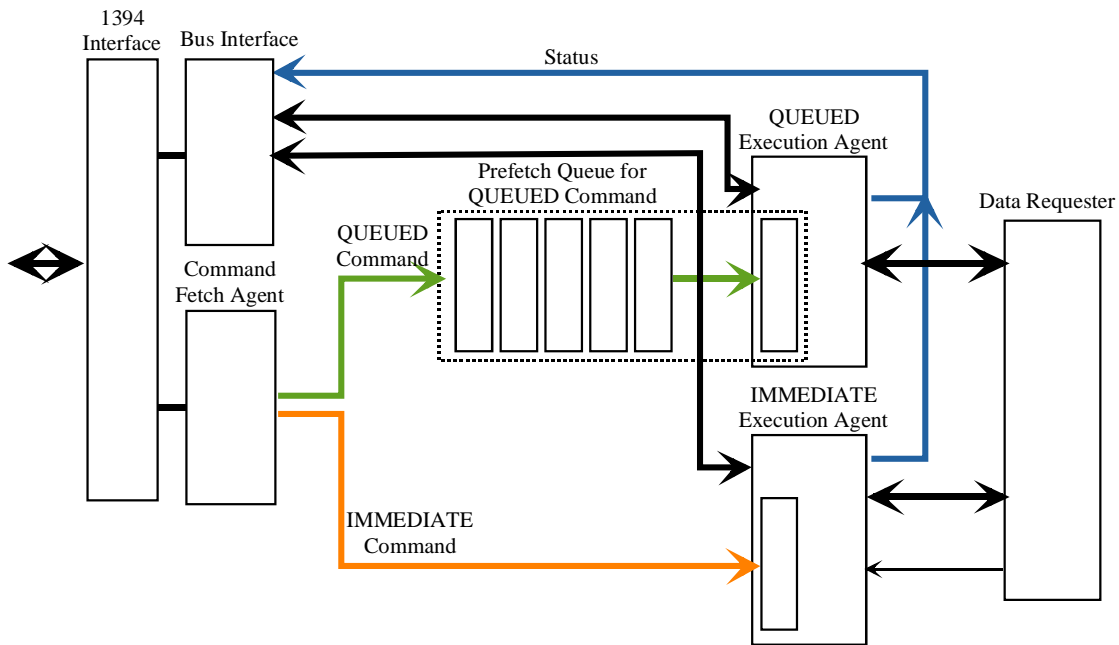 1394
Interface
Bus Interface
Status
QUEUED
Execution Agent
Prefetch Queue for
QUEUED Command
Data Requester
QUEUED
Command
Command
Fetch Agent
IMMEDIATE
Execution Agent
IMMEDIATE
Command